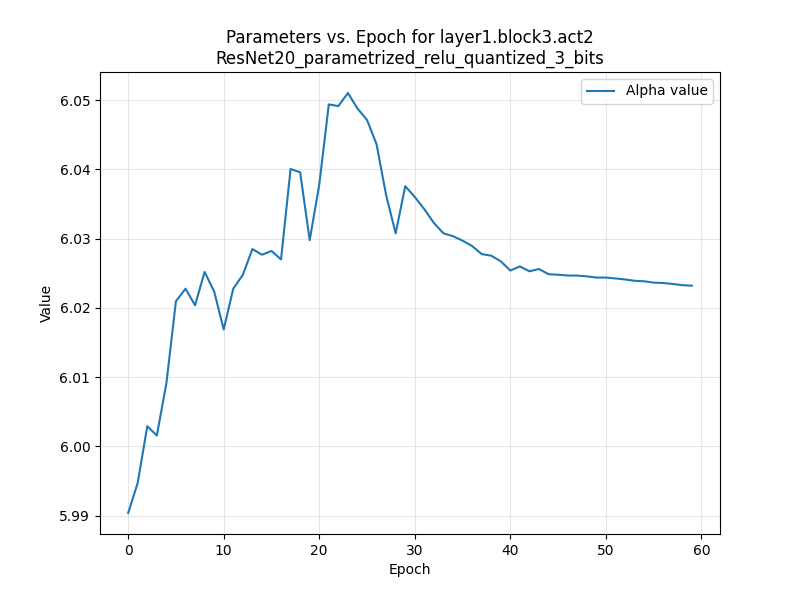 Parameters vs. Epoch for layer1.block3.act2
ResNet20_parametrized_relu_quantized_3_bits
Alpha value
6.05
6.04
6.03
6.02
6.01
6.00
5.99
Value
0 10 20 30 40 50 60
Epoch